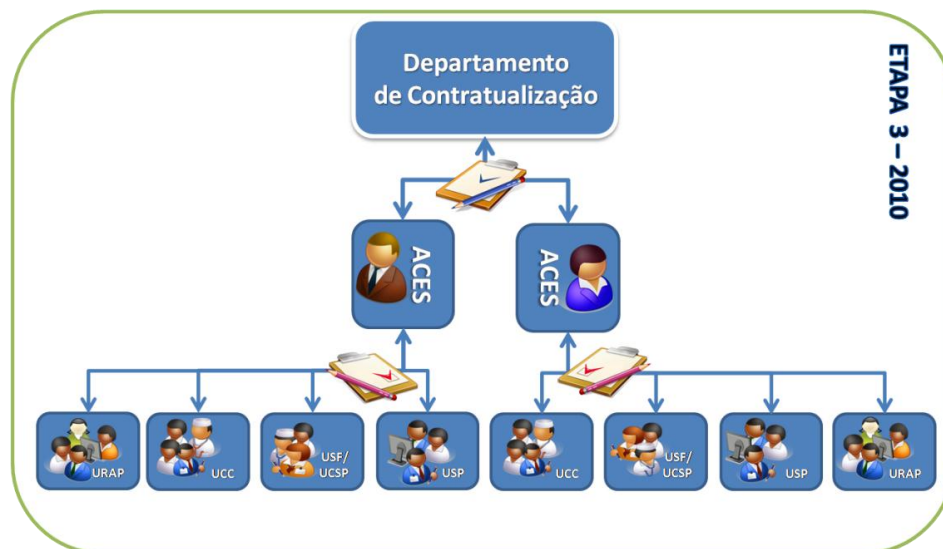 Departamento
de Contratualização
ETAPA 3 – 2010
ACES
ACES
URAP
UCC
USF/
UCSP
USP
UCC
USF/
UCSP
USP
URAP